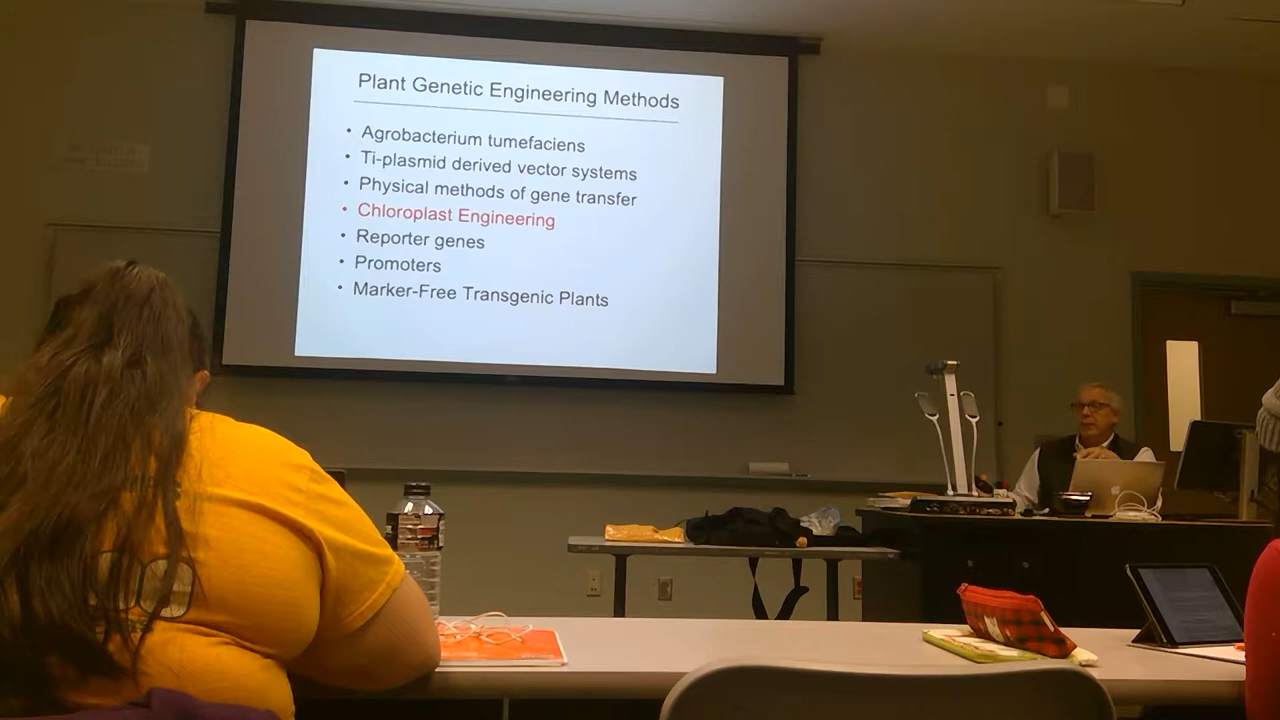 Plant Genetic Engineering Methods
• Agrobacterium tumefaciens
• Ti-plasmid derived vector systems
• Physical methods of gene transfer
• Chloroplast Engineering
• Reporter genes
• Promoters
• Marker-Free Transgenic Plants